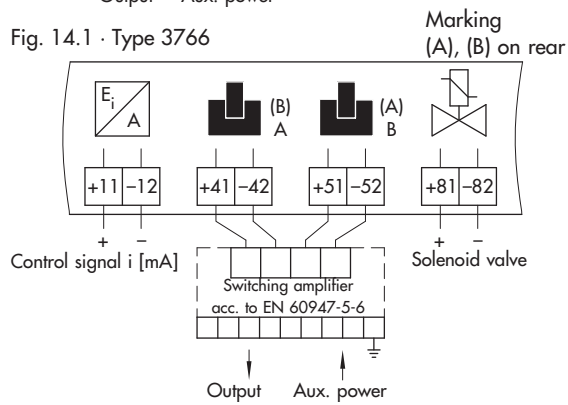 Output Aux. power
Fig. 14.1 · Type 3766
Marking
(A), (B) on rear
E i
A
(B)
A
(A)
B
+11 –12 +41 –42 +51 –52 +81 –82
+ – + –
Control signal i [mA] Solenoid valve
Switching amplifier
acc. to EN 60947-5-6
Output Aux. power